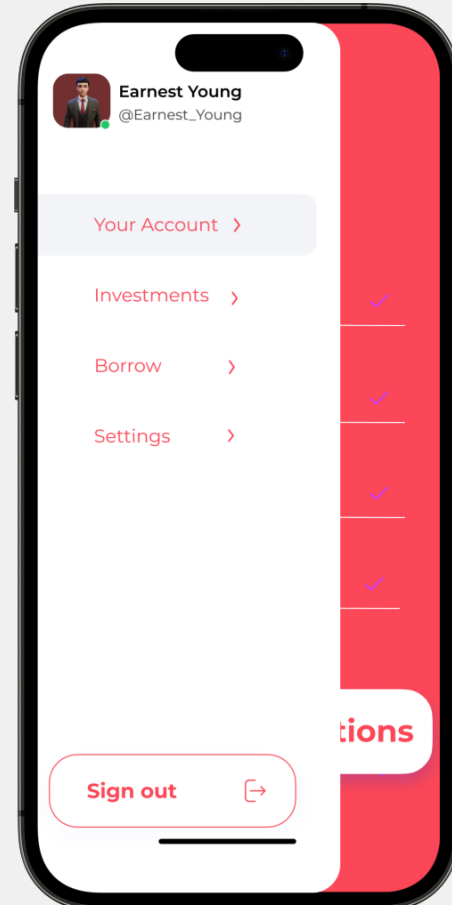 Earnest Young
@Earnest_Young
Your Account
Investments
Borrow
Settings
tions
Sign out